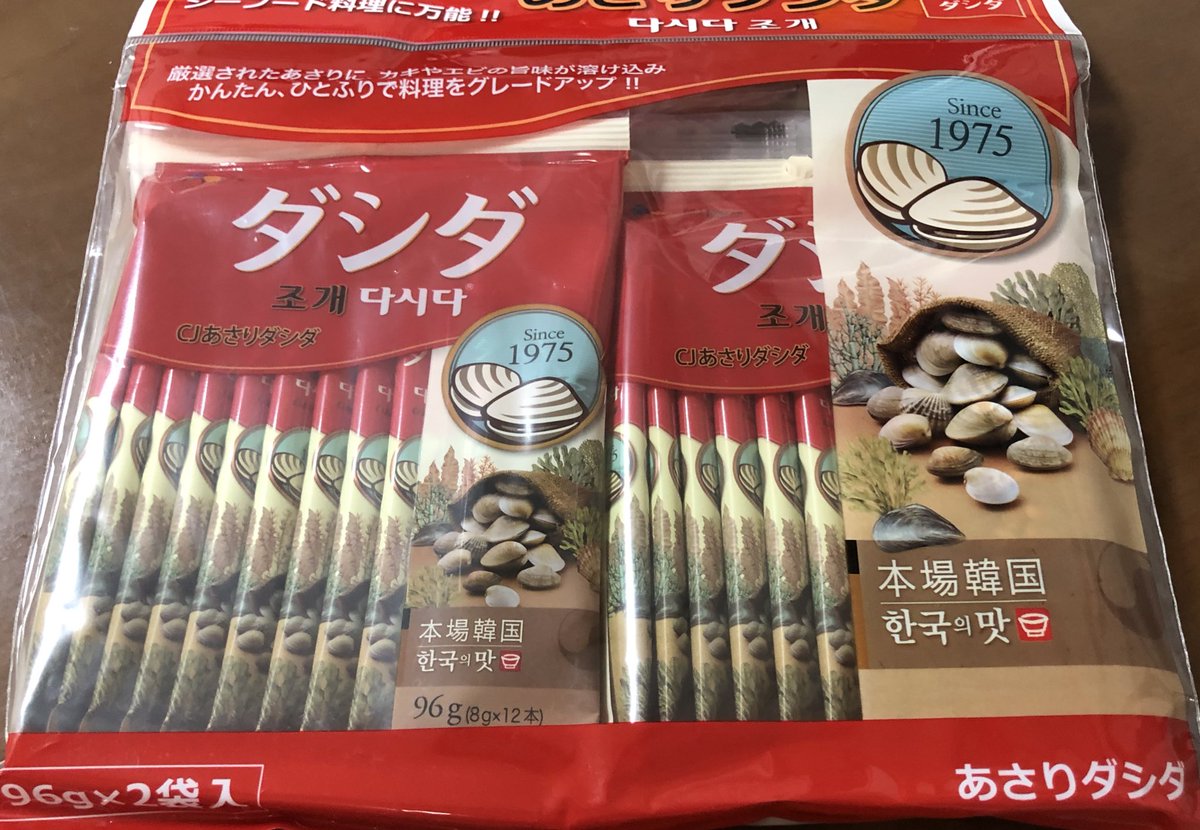 シーフード料理に万能!!
あさりダシダ
다시다 조개
ダシダ
厳選されたあさりに カキやエビの旨味が溶け込み
かんたん、ひとふりで料理をグレードアップ!!
Since
1975
ダシダ
조개 다시다
CJあさりダシダ
Since
1975
本場韓国
한국의 맛
96g(8g×12本)
ダシ
조개
CJあさりダシダ
本場韓国
한국의 맛
96g×2袋入
あさりダシダ